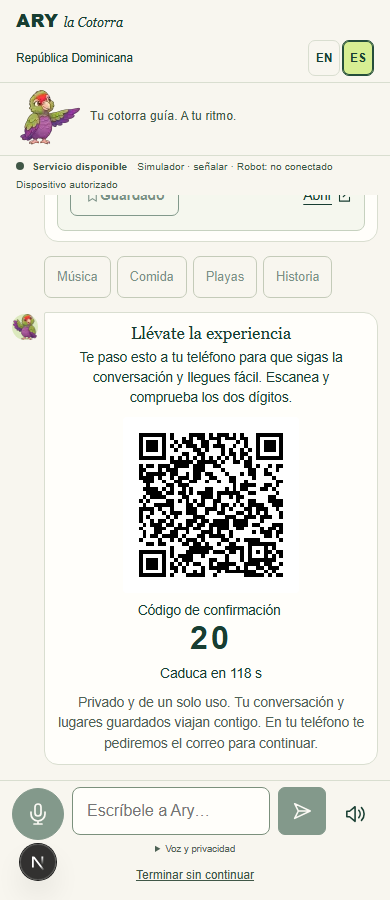 ARY la Cotorra
República Dominicana
EN
ES
Tu cotorra guía. A tu ritmo.
Servicio disponible Simulador · señalar · Robot: no conectado
Dispositivo autorizado
Guardado
Abrir
Música
Comida
Playas
Historia
Llévate la experiencia
Te paso esto a tu teléfono para que sigas la
conversación y llegues fácil. Escanea y
comprueba los dos dígitos.
Código de confirmación
20
Caduca en 118 s
Privado y de un solo uso. Tu conversación y
lugares guardados viajan contigo. En tu teléfono te
pediremos el correo para continuar.
Escríbele a Ary…
Voz y privacidad
N
Terminar sin continuar